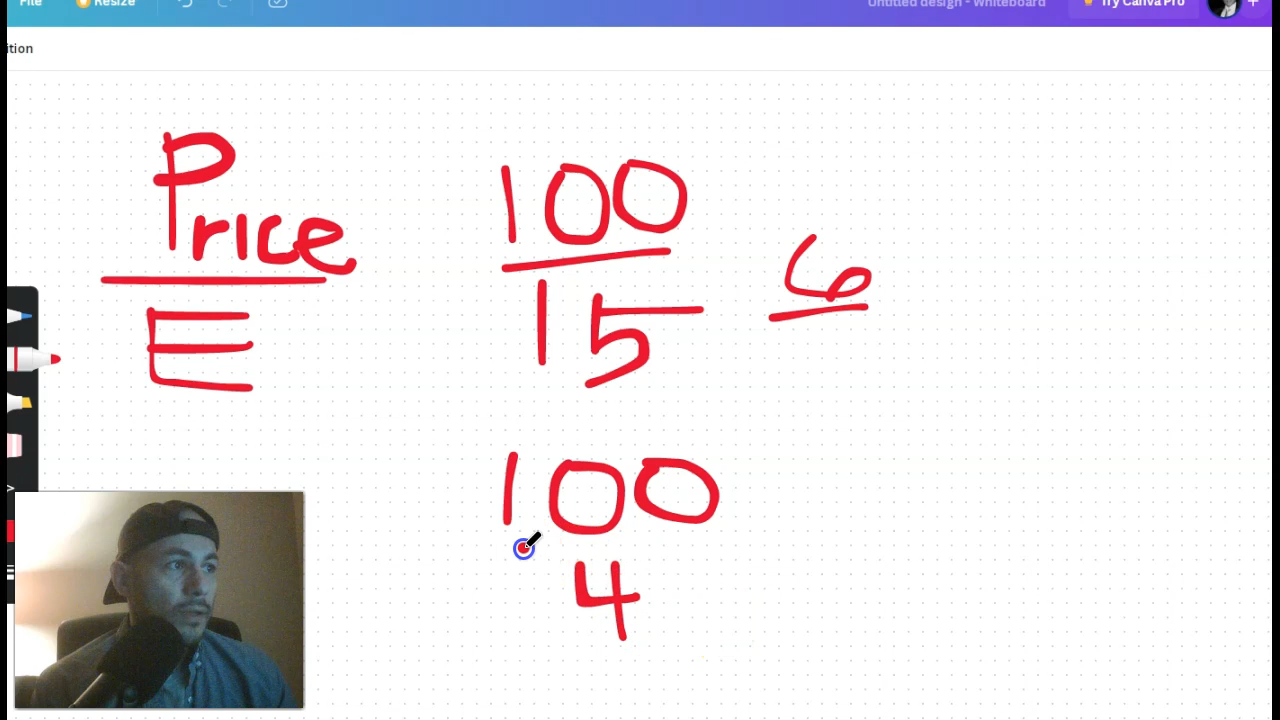 File Resize Untitled design - Whiteboard Try Canva Pro +
ition
Price
E
100
15
6
100
4